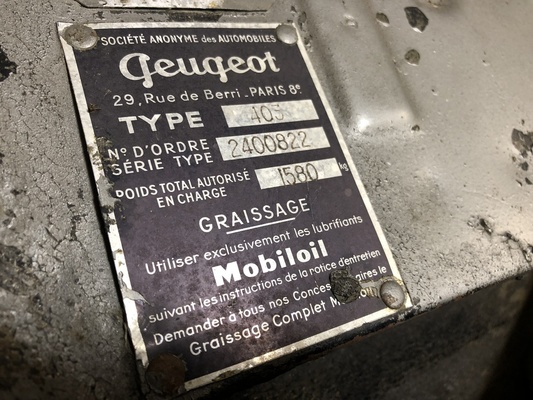 SOCIÉTÉ ANONYME des AUTOMOBILES
Peugeot
29, Rue de Berri - PARIS 8e
TYPE 403
N° D'ORDRE
SÉRIE TYPE 2400822
POIDS TOTAL AUTORISÉ
EN CHARGE 1580 kg
GRAISSAGE
Utiliser exclusivement les lubrifiants
Mobiloil
suivant les instructions de la notice d'entretien
Demander à tous nos le
Graissage Complet